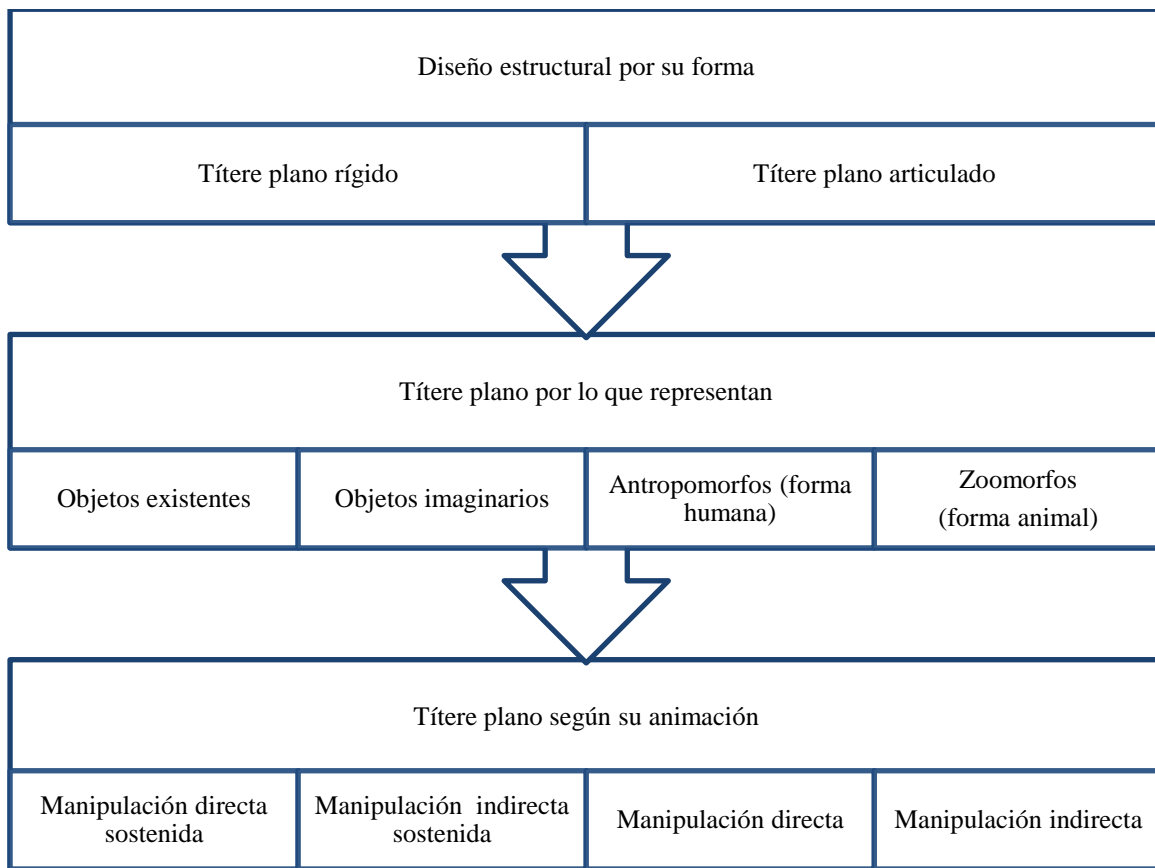 Diseño estructural por su forma
Títere plano rígido
Títere plano articulado
Títere plano por lo que representan
Objetos existentes
Objetos imaginarios
Antropomorfos (forma
humana)
Zoomorfos
(forma animal)
Títere plano según su animación
Manipulación directa
sostenida
Manipulación indirecta
sostenida
Manipulación directa
Manipulación indirecta